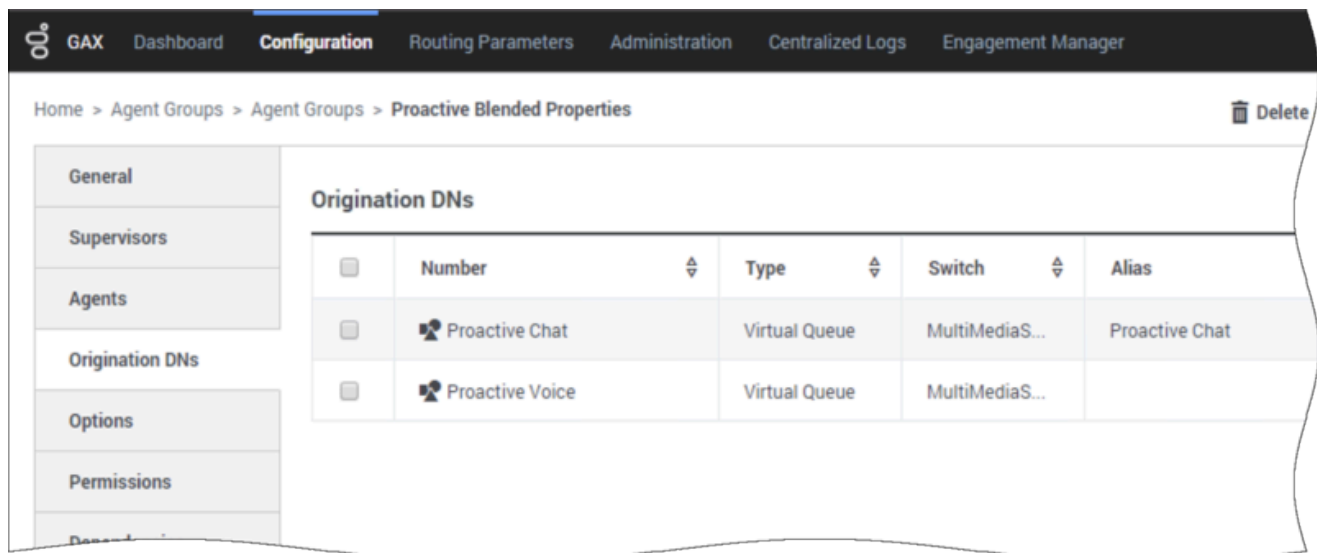 GAX Dashboard Configuration Routing Parameters Administration Centralized Logs Engagement Manager
Home > Agent Groups > Agent Groups > Proactive Blended Properties Delete
General
Supervisors
Agents
Origination DNs
Options
Permissions
Origination DNs
Number Type Switch Alias
Proactive Chat Virtual Queue MultiMediaS... Proactive Chat
Proactive Voice Virtual Queue MultiMediaS...